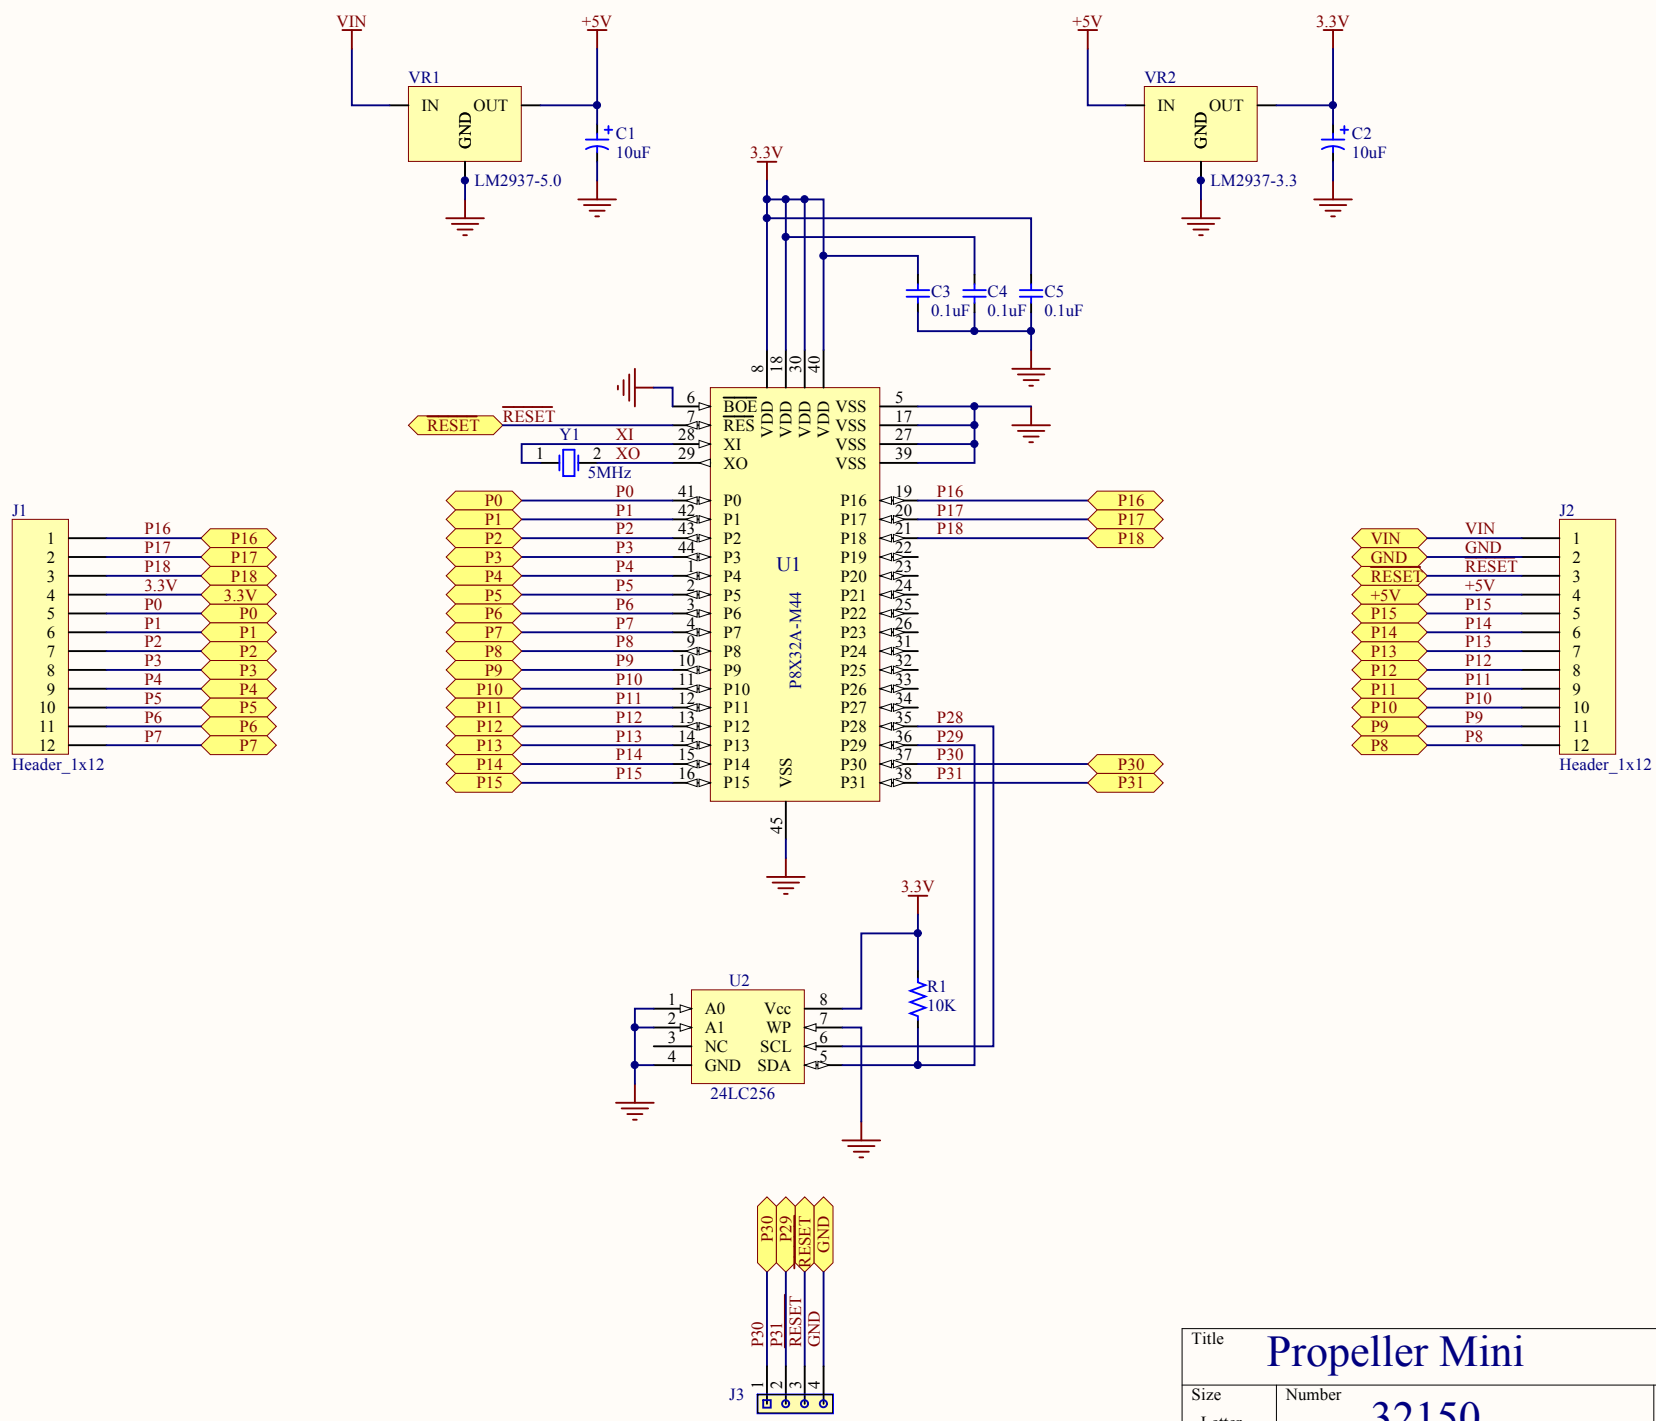 VIN
+5V
VR1
IN OUT
GND
C1
10uF
LM2937-5.0
+5V
3.3V
VR2
IN OUT
GND
C2
10uF
LM2937-3.3
3.3V
C3
0.1uF
C4
0.1uF
C5
0.1uF
8 18 30 40
VDD VDD VDD VDD
6 BOE
RESET RESET 7 RES
XI 28 XI
Y1
1 2 XO 29 XO
5MHz
VSS 5
VSS 17
VSS 27
VSS 39
P0 P0 41 P0
P1 P1 42 P1
P2 P2 43 P2
P3 P3 44 P3
P4 P4 1 P4
P5 P5 2 P5
P6 P6 3 P6
P7 P7 4 P7
P8 P8 9 P8
P9 P9 10 P9
P10 P10 11 P10
P11 P11 12 P11
P12 P12 13 P12
P13 P13 14 P13
P14 P14 15 P14
P15 P15 16 P15
U1
P8X32A-M44
P16 19 P16 P16
P17 20 P17 P17
P18 21 P18 P18
P19 22
P20 23
P21 24
P22 25
P23 26
P24 31
P25 32
P26 33
P27 34
P28 35 P28
P29 36 P29
P30 37 P30 P30
P31 38 P31 P31
VSS
45
J1
1 P16 P16
2 P17 P17
3 P18 P18
4 3.3V 3.3V
5 P0 P0
6 P1 P1
7 P2 P2
8 P3 P3
9 P4 P4
10 P5 P5
11 P6 P6
12 P7 P7
Header_1x12
J2
VIN VIN 1
GND GND 2
RESET RESET 3
+5V +5V 4
P15 P15 5
P14 P14 6
P13 P13 7
P12 P12 8
P11 P11 9
P10 P10 10
P9 P9 11
P8 P8 12
Header_1x12
3.3V
R1
10K
U2
1 A0 Vcc 8
2 A1 WP 7
3 NC SCL 6
4 GND SDA 5
24LC256
P30 P29 RESET GND
P30 P31 RESET GND
1 2 3 4
J3
Title Propeller Mini
Size Number
32150